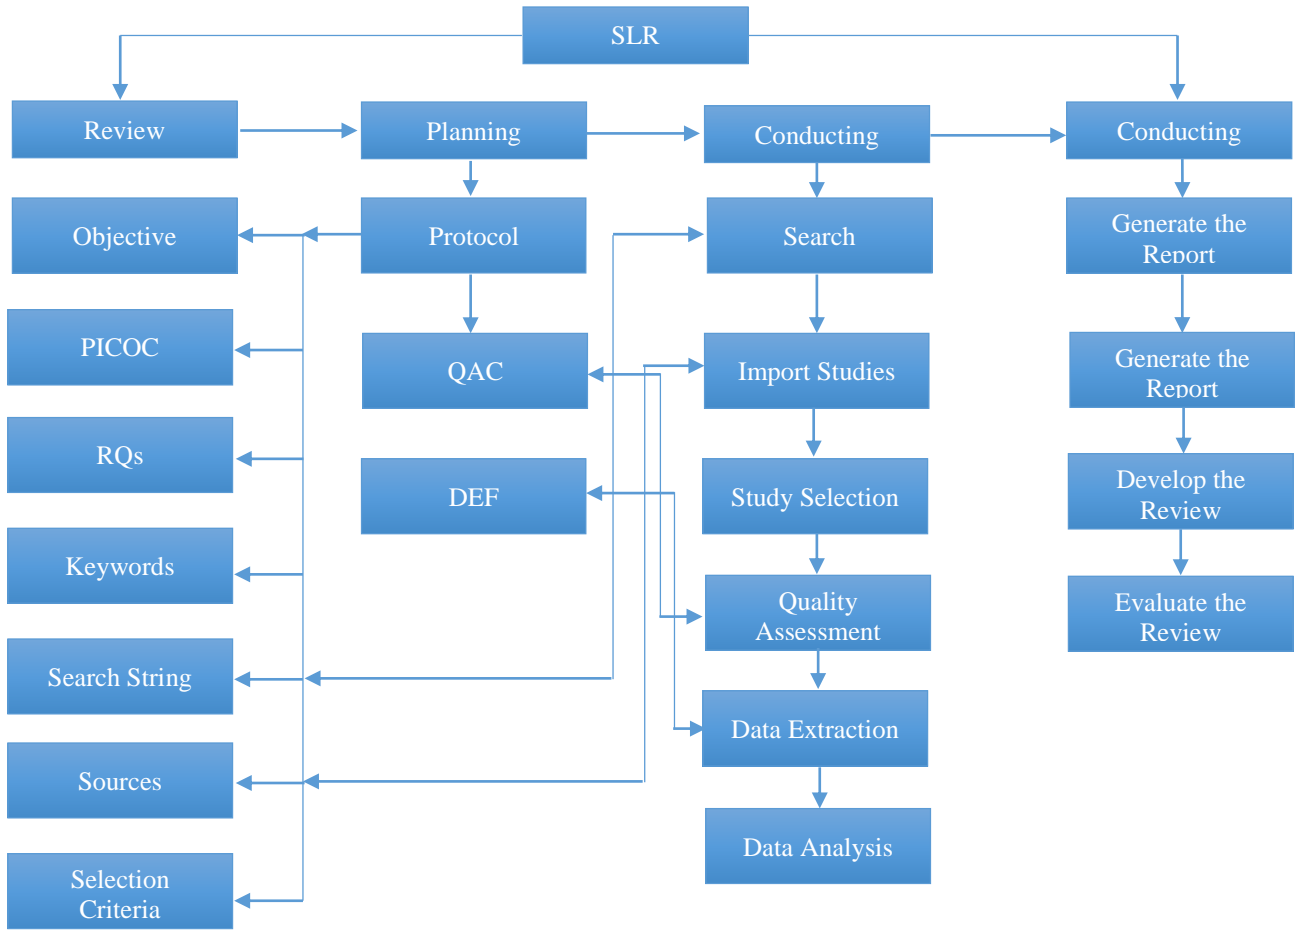 SLR
Review
Planning
Conducting
Conducting
Objective
Protocol
Search
Generate the
Report
PICOC
QAC
Import Studies
Generate the
Report
RQs
DEF
Study Selection
Develop the
Review
Keywords
Quality
Assessment
Evaluate the
Review
Search String
Data Extraction
Sources
Data Analysis
Selection
Criteria